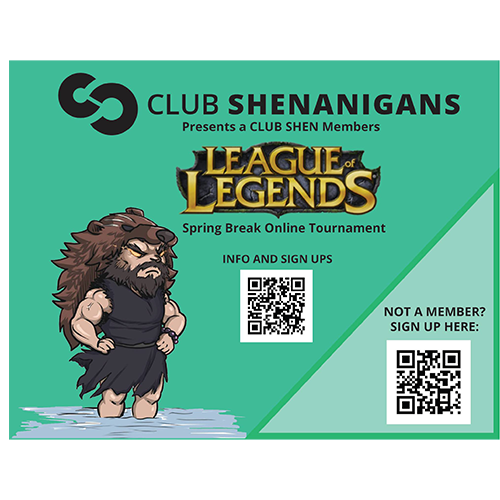 CLUB SHENANIGANS
Presents a CLUB SHEN Members
LEAGUE of
LEGENDS
Spring Break Online Tournament
INFO AND SIGN UPS
NOT A MEMBER?
SIGN UP HERE: